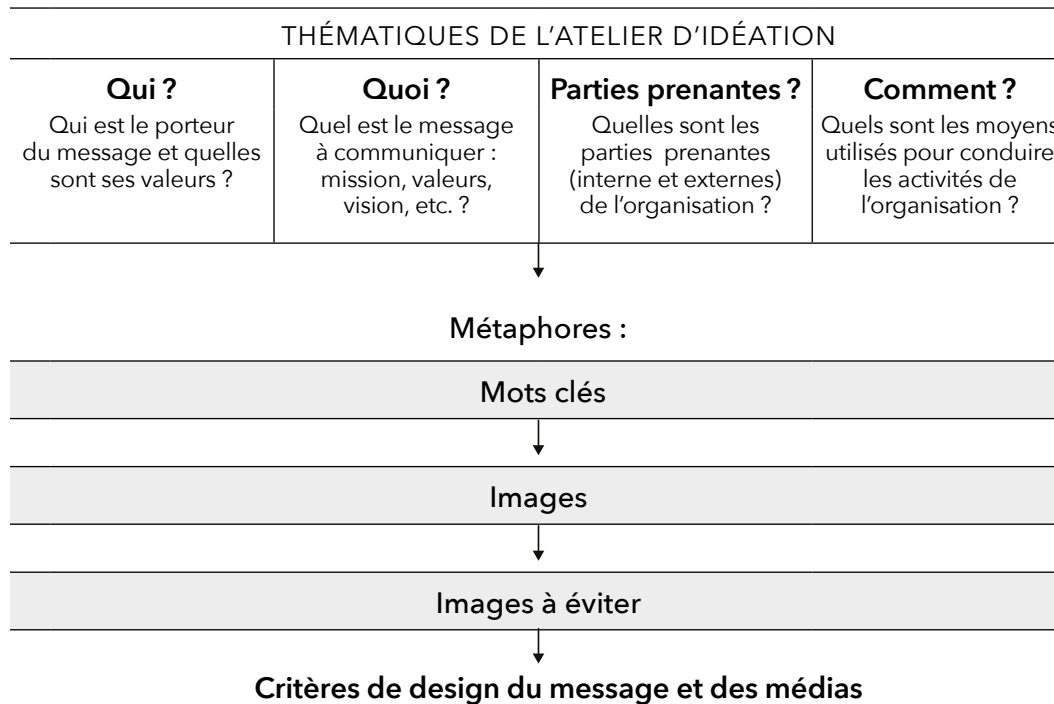 THÉMATIQUES DE L’ATELIER D’IDÉATION
Qui ?
Qui est le porteur
du message et quelles
sont ses valeurs ?
Quoi ?
Quel est le message
à communiquer :
mission, valeurs,
vision, etc. ?
Parties prenantes ?
Quelles sont les
parties prenantes
(interne et externes)
de l’organisation ?
Comment ?
Quels sont les moyens
utilisés pour conduire
les activités de
l’organisation ?
Métaphores :
Mots clés
Images
Images à éviter
Critères de design du message et des médias